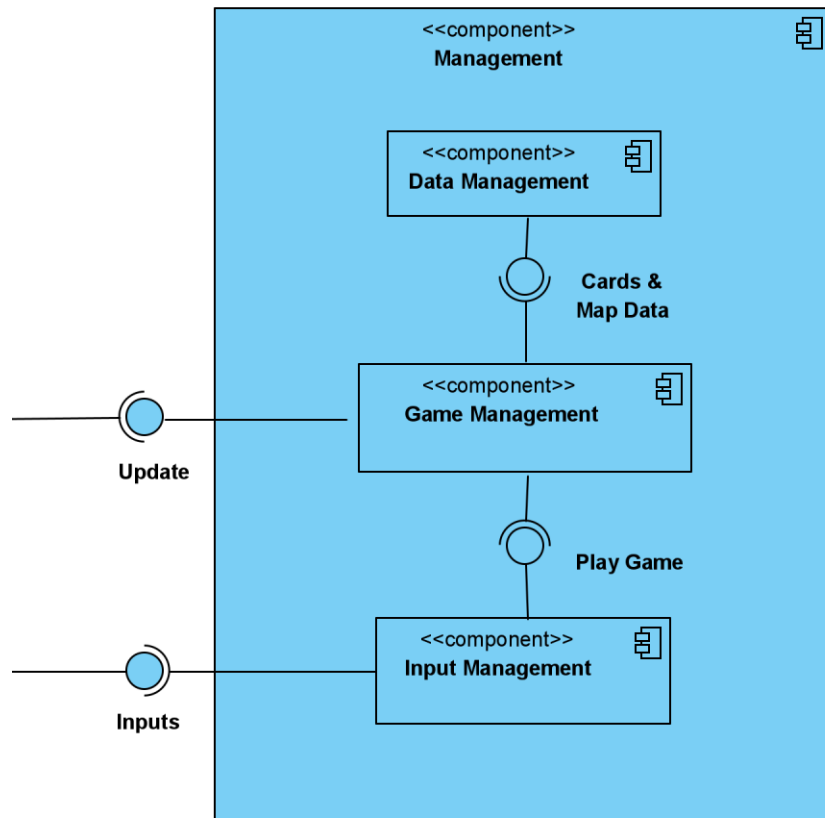 <<component>>
Management
<<component>>
Data Management
Cards &
Map Data
<<component>>
Game Management
Update
Play Game
<<component>>
Input Management
Inputs